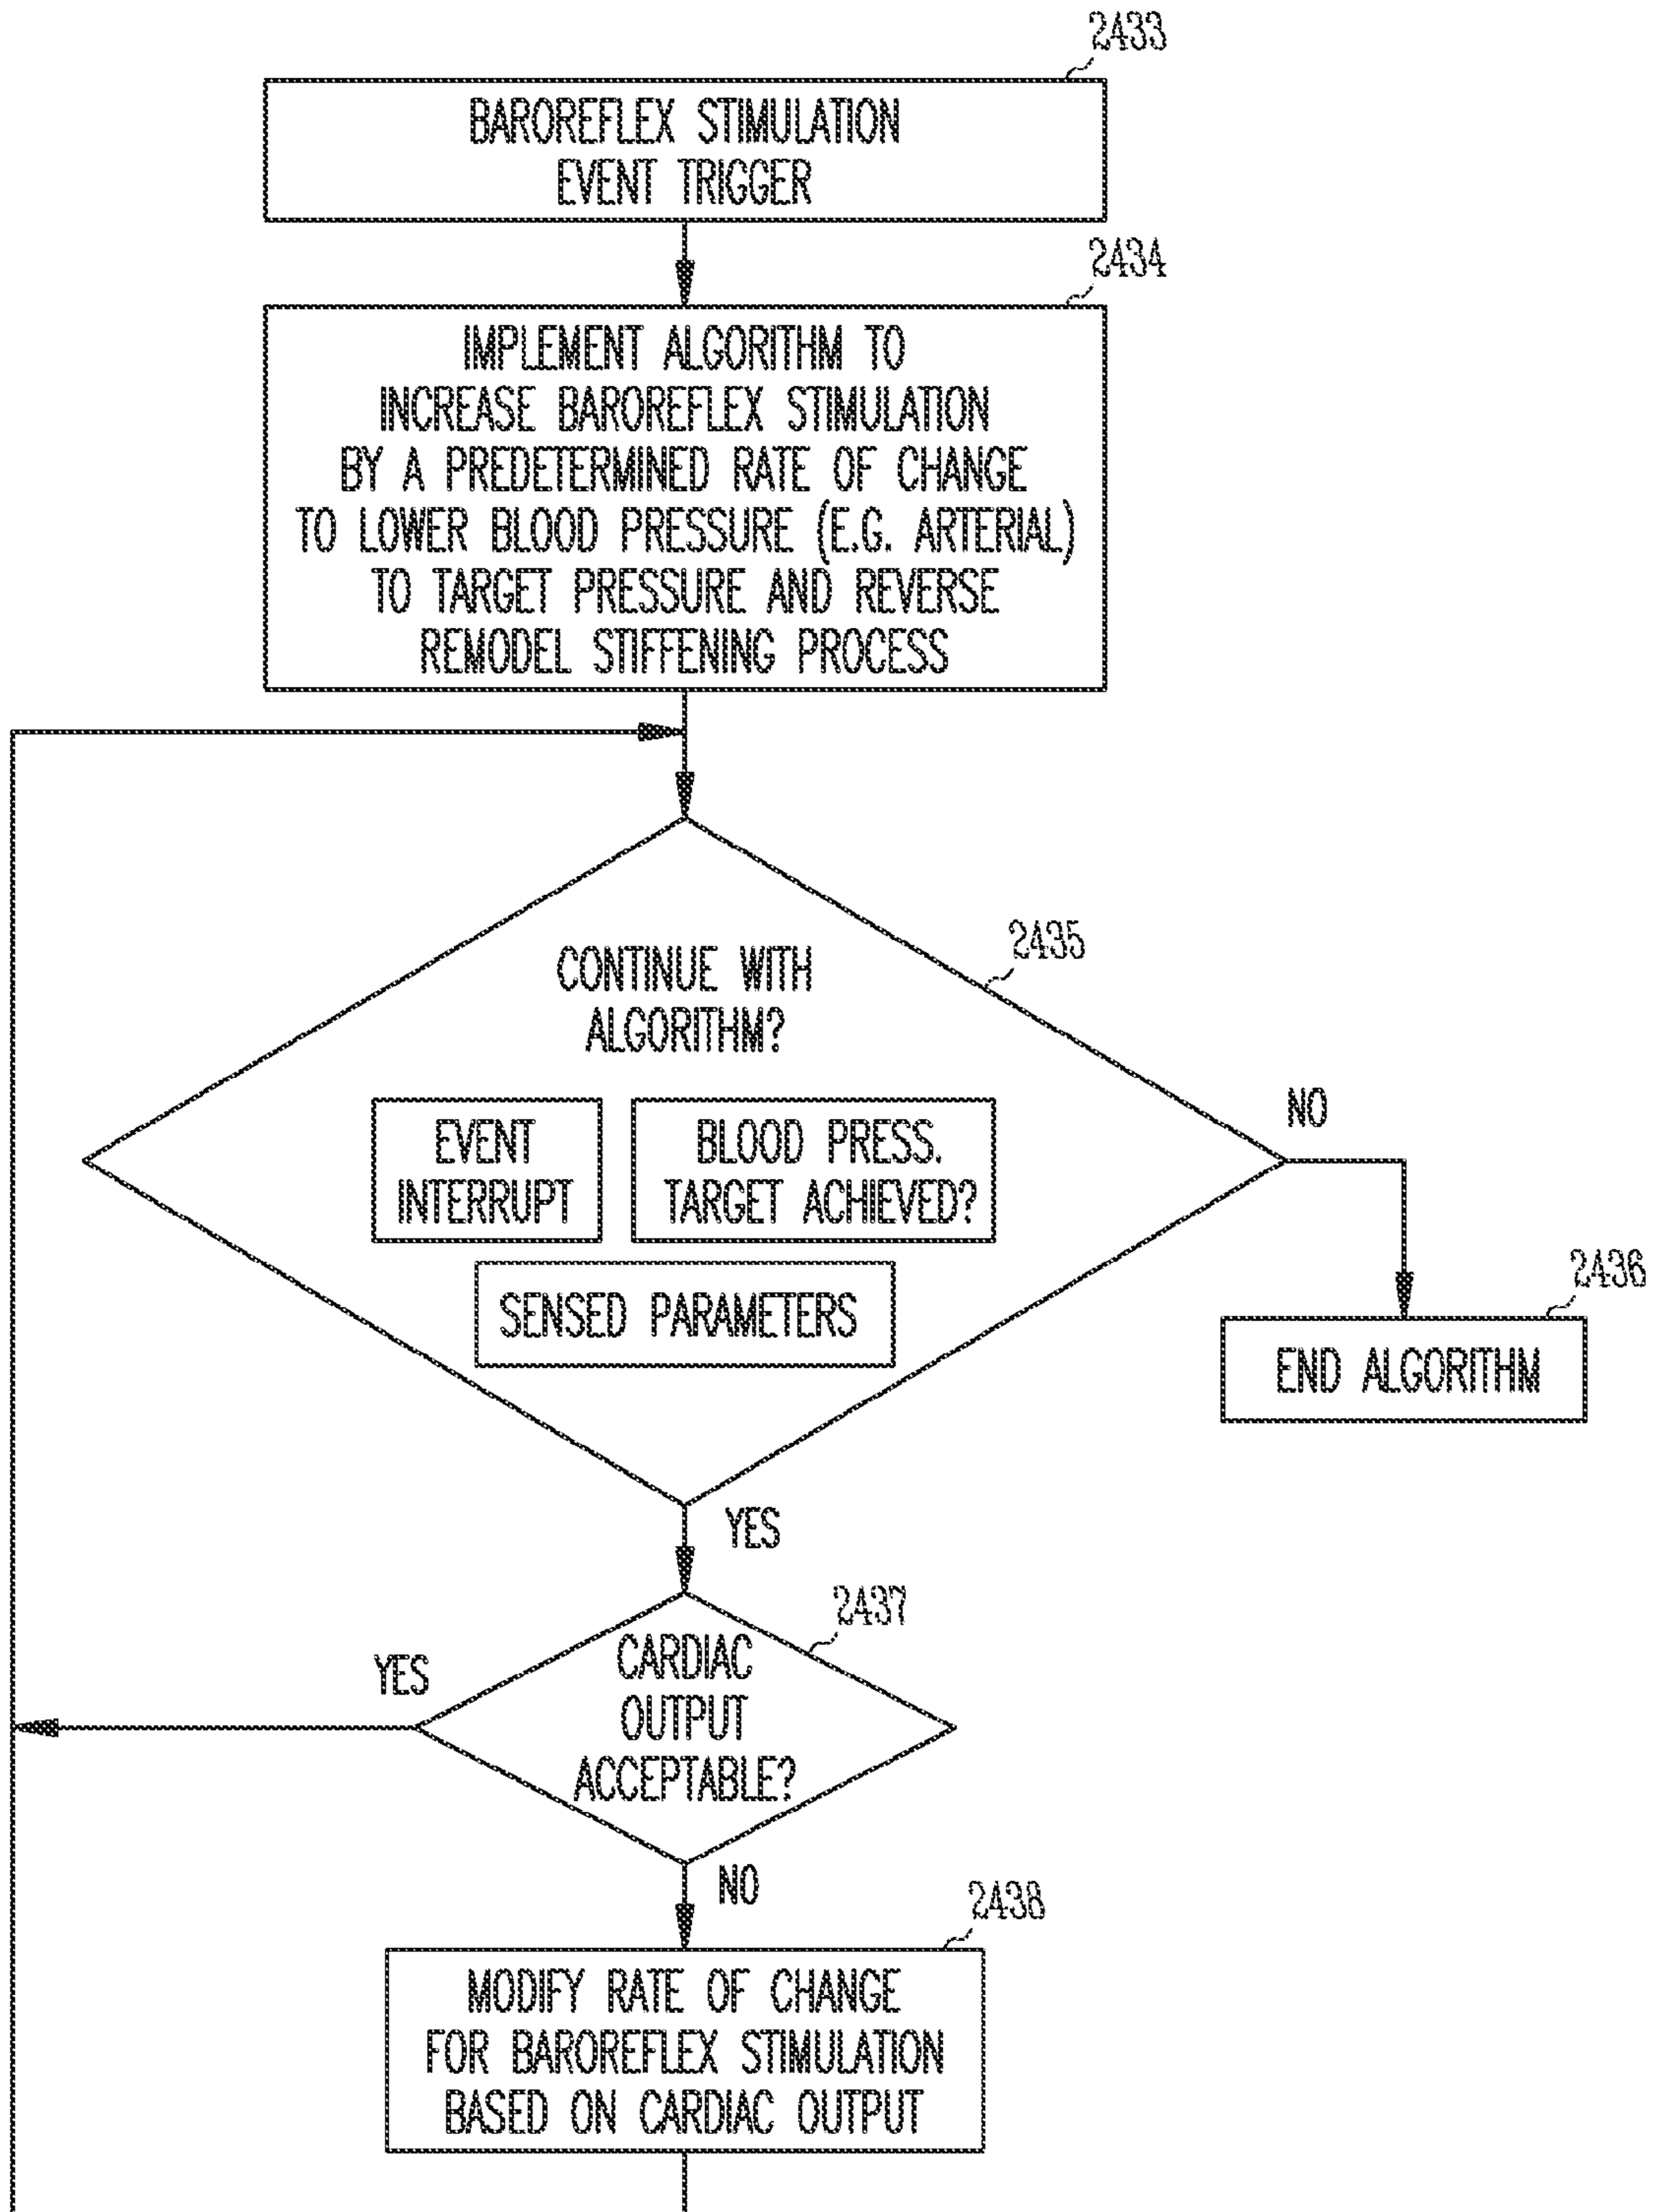 2433
BAROREFLEX STIMULATION
EVENT TRIGGER
2434
IMPLEMENT ALGORITHM TO
INCREASE BAROREFLEX STIMULATION
BY A PREDETERMINED RATE OF CHANGE
TO LOWER BLOOD PRESSURE (E.G. ARTERIAL)
TO TARGET PRESSURE AND REVERSE
REMODEL STIFFENING PROCESS
2435
CONTINUE WITH
ALGORITHM?
EVENT
INTERRUPT
BLOOD PRESS.
TARGET ACHIEVED?
SENSED PARAMETERS
NO
2436
END ALGORITHM
YES
2437
CARDIAC
OUTPUT
ACCEPTABLE?
YES
NO
2438
MODIFY RATE OF CHANGE
FOR BAROREFLEX STIMULATION
BASED ON CARDIAC OUTPUT